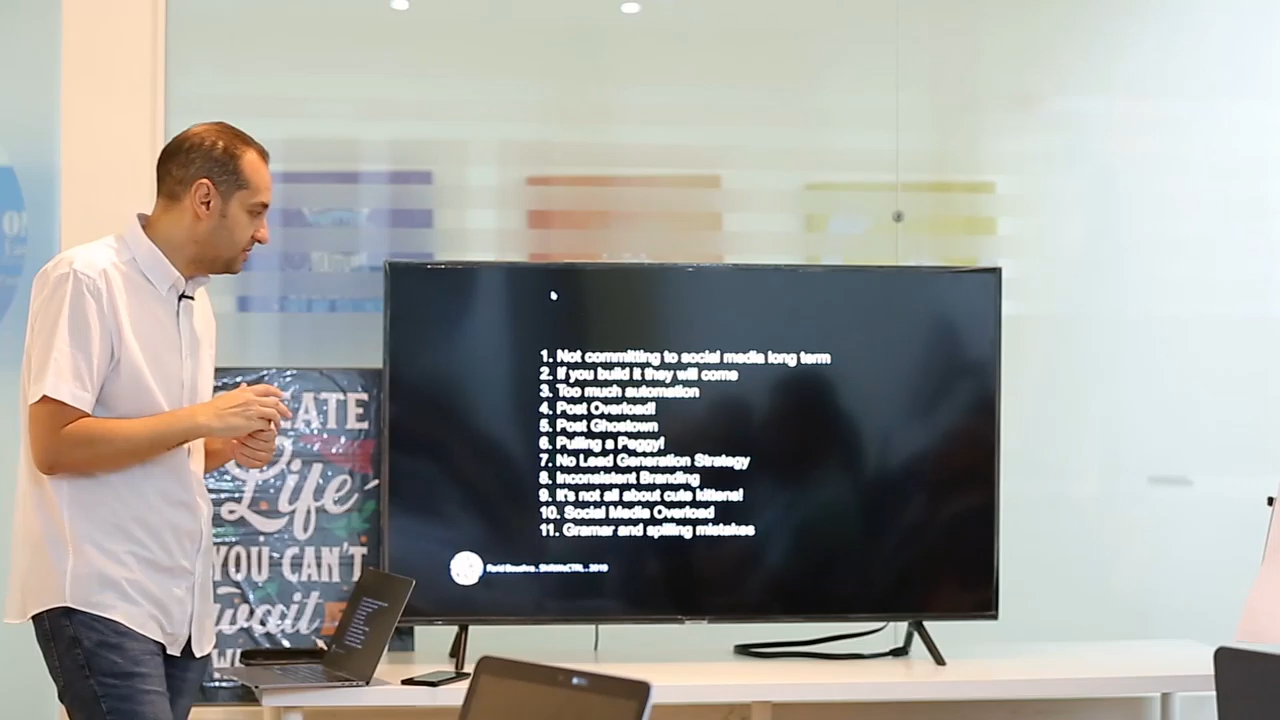 O!
1. Not committing to social media long term
2. If you build it they will come
3. Too much automation
4. Post Overload!
5. Post Ghostown
6. Pulling a Peggy!
7. No Lead Generation Strategy
8. Inconsistent Branding
9. It's not all about cute kittens!
10. Social Media Overload
11. Gramar and spilling mistakes
2019
EATE
Life
YOU CAN'T
wait